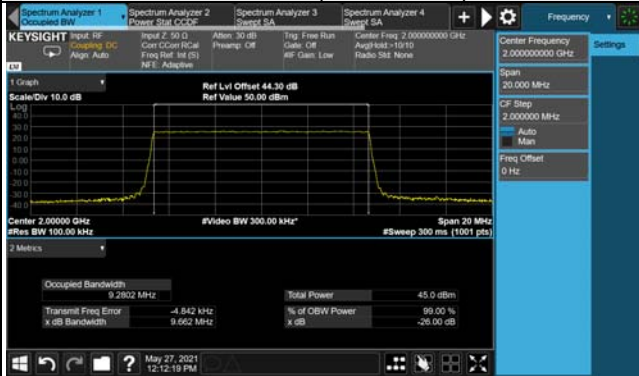 Spectrum Analyzer 1
Occupied BW
Spectrum Analyzer 2
Power Stat CCDF
Spectrum Analyzer 3
Swept SA
Spectrum Analyzer 4
Swept SA
+
Frequency
KEYSIGHT
Input: RF
Coupling: DC
Align: Auto
Input Z: 50 Ω
Corr CCorr RCal
Freq Ref: Int (S)
NFE: Adaptive
Atten: 30 dB
Preamp: Off
Trig: Free Run
Gate: Off
#IF Gain: Low
Center Freq: 2.000000000 GHz
Avg|Hold:>10/10
Radio Std: None
Center Frequency
2.000000000 GHz
Settings
Span
20.000 MHz
CF Step
2.000000 MHz
Auto
Man
Freq Offset
0 Hz
1 Graph
Scale/Div 10.0 dB
Ref Lvl Offset 44.30 dB
Ref Value 50.00 dBm
Log
40.0
30.0
20.0
10.0
0.00
-10.0
-20.0
-30.0
-40.0
Center 2.00000 GHz
#Res BW 100.00 kHz
#Video BW 300.00 kHz*
Span 20 MHz
#Sweep 300 ms (1001 pts)
2 Metrics
Occupied Bandwidth
9.2802 MHz
Total Power
45.0 dBm
Transmit Freq Error
-4.842 kHz
% of OBW Power
99.00 %
x dB Bandwidth
9.662 MHz
x dB
-26.00 dB
?
May 27, 2021
12:12:19 PM